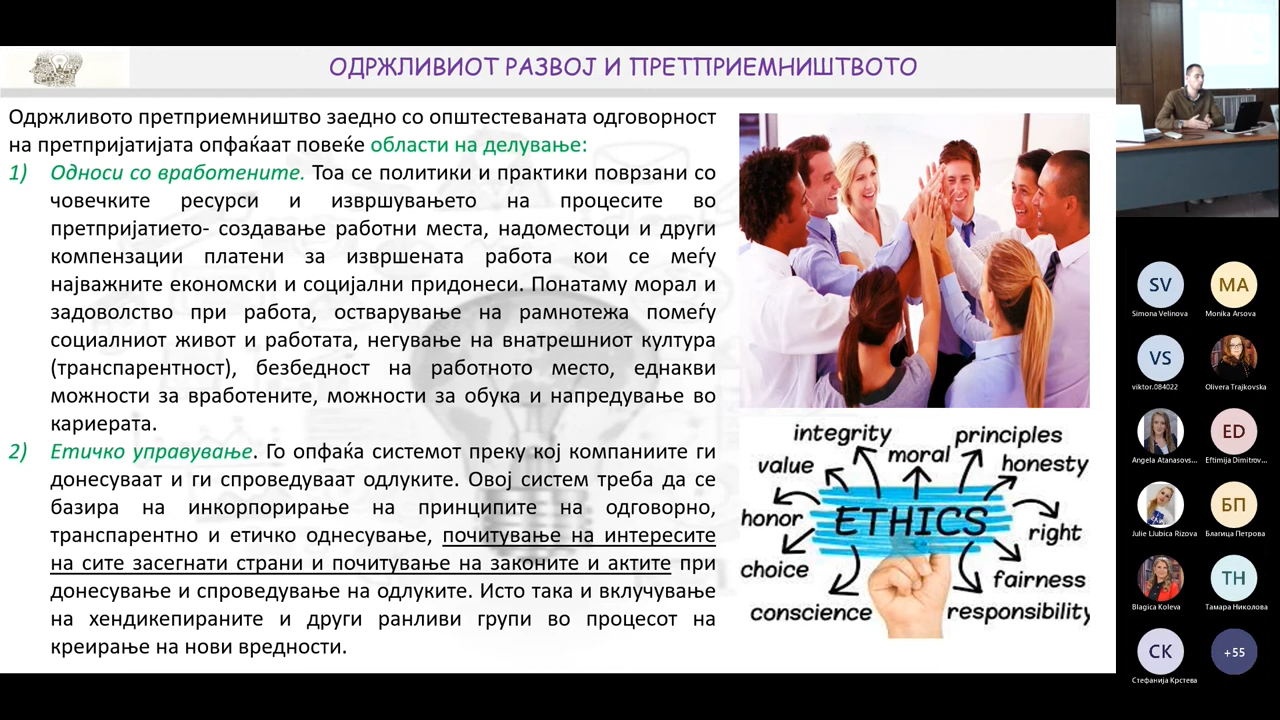 ОДРЖЛИВИОТ РАЗВОЈ И ПРЕТПРИЕМНИШТВОТО
Одржливото претприемништво заедно со општестеваната одговорност
на претпријатијата опфаќаат повеќе области на делување:
1) Односи со вработените. Тоа се политики и практики поврзани со
човечките ресурси и извршувањето на процесите во
претпријатието- создавање работни места, надоместоци и други
компензации платени за извршената работа кои се меѓу
најважните економски и социјални придонеси. Понатаму морал и
задоволство при работа, остварување на рамнотежа помеѓу
социалниот живот и работата, негување на внатрешниот култура
(транспарентност), безбедност на работното место, еднакви
можности за вработените, можности за обука и напредување во
кариерата.
2) Етичко управување. Го опфаќа системот преку кој компаниите ги
донесуваат и ги спроведуваат одлуките. Овој систем треба да се
базира на инкорпорирање на принципите на одговорно,
транспарентно и етичко однесување, почитување на интересите
на сите засегнати страни и почитување на законите и актите при
донесување и спроведување на одлуките. Исто така и вклучување
на хендикепираните и други ранливи групи во процесот на
креирање на нови вредности.
integrity
principles
value
moral
honesty
honor
ETHICS
right
choice
fairness
conscience
responsibility
SV
MA
Simona Velinova
Monika Arsova
VS
viktor.084022
Olivera Trajkovska
ED
Angela Atanasovs...
Eftimija Dimitrov...
БП
Julie LJubica Rizova
Благица Петрова
ТН
Blagica Koleva
Тамара Николова
СК
+55
Стефанија Крстева